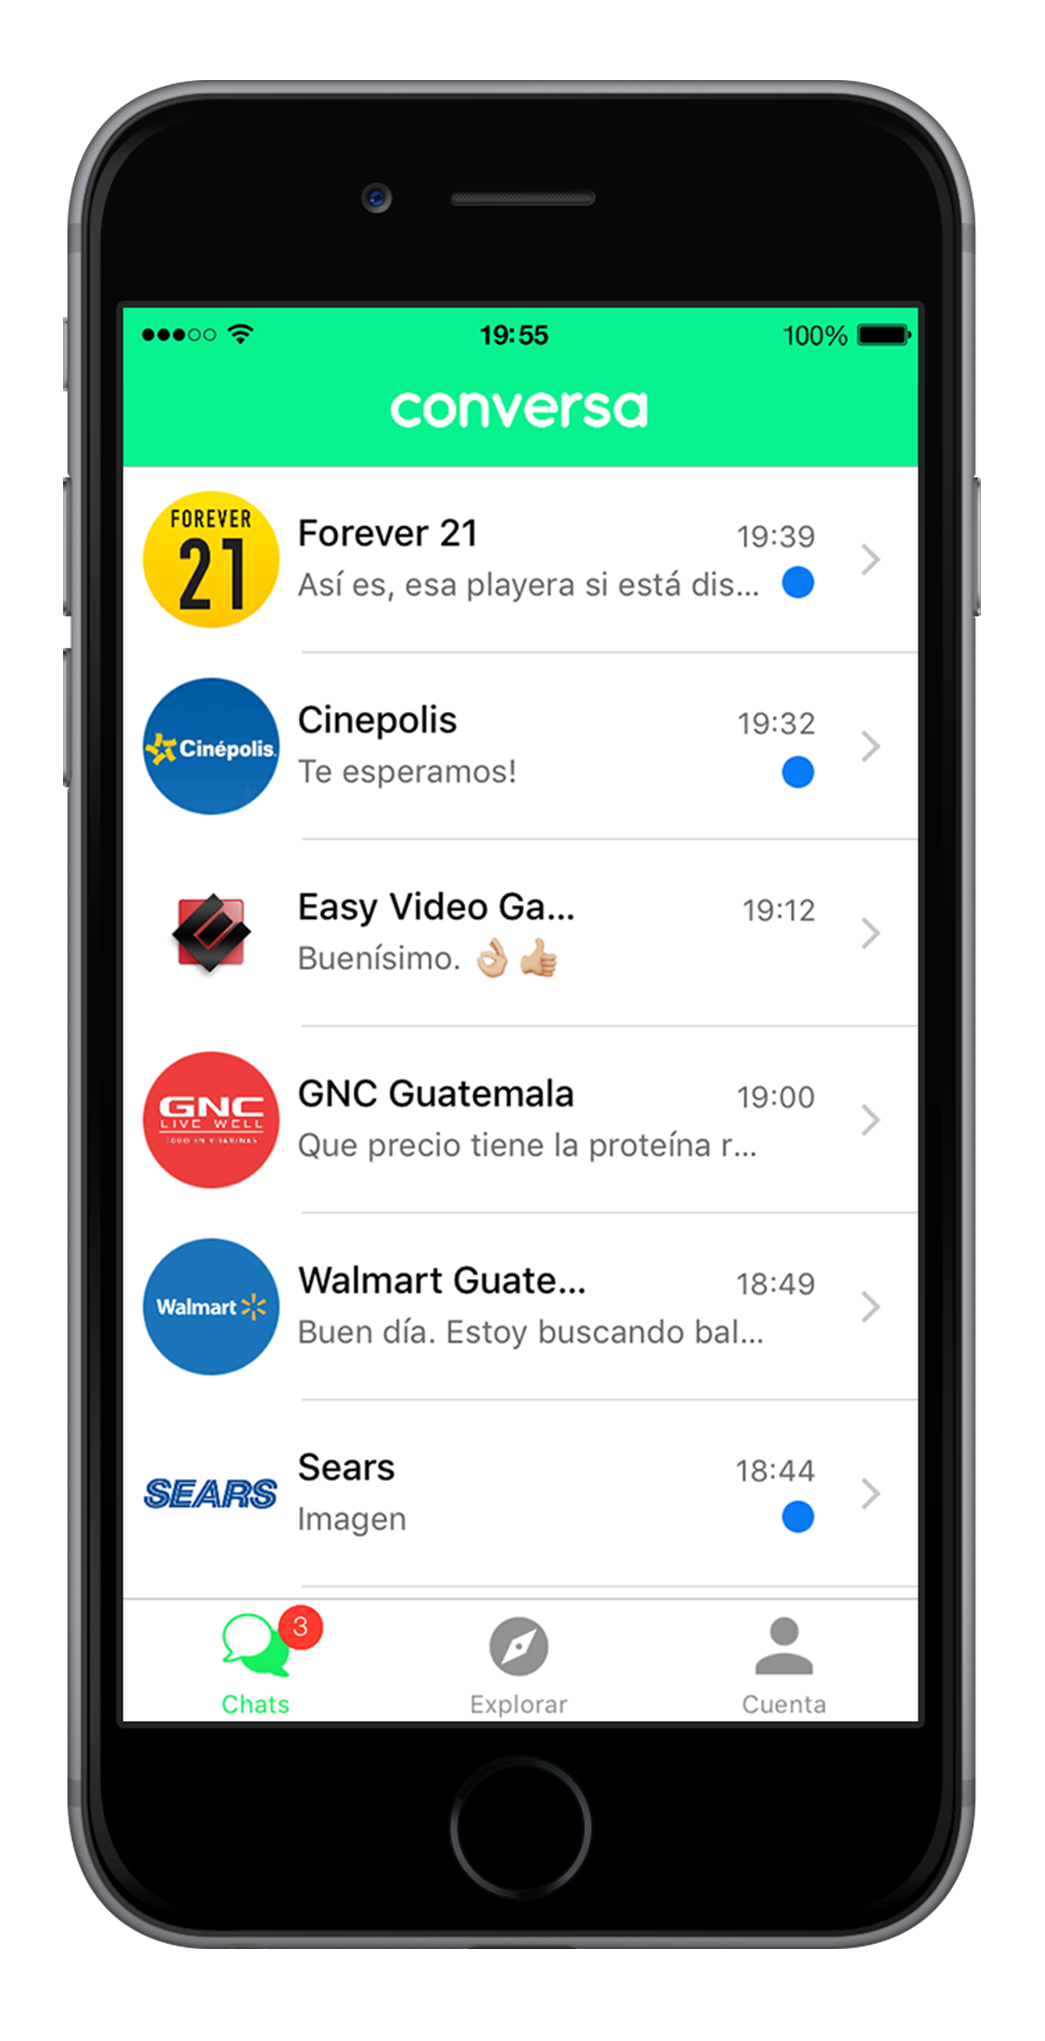 19:55 100%
conversa
FOREVER
21
Forever 21 19:39
Así es, esa playera si está dis...
Cinépolis
Cinepolis 19:32
Te esperamos!
Easy Video Ga... 19:12
Buenísimo. 👌🏼👍🏼
GNC
LIVE WELL
TODO EN VITAMINAS
GNC Guatemala 19:00
Que precio tiene la proteína r...
Walmart
Walmart Guate... 18:49
Buen día. Estoy buscando bal...
SEARS
Sears 18:44
Imagen
3
Chats Explorar Cuenta